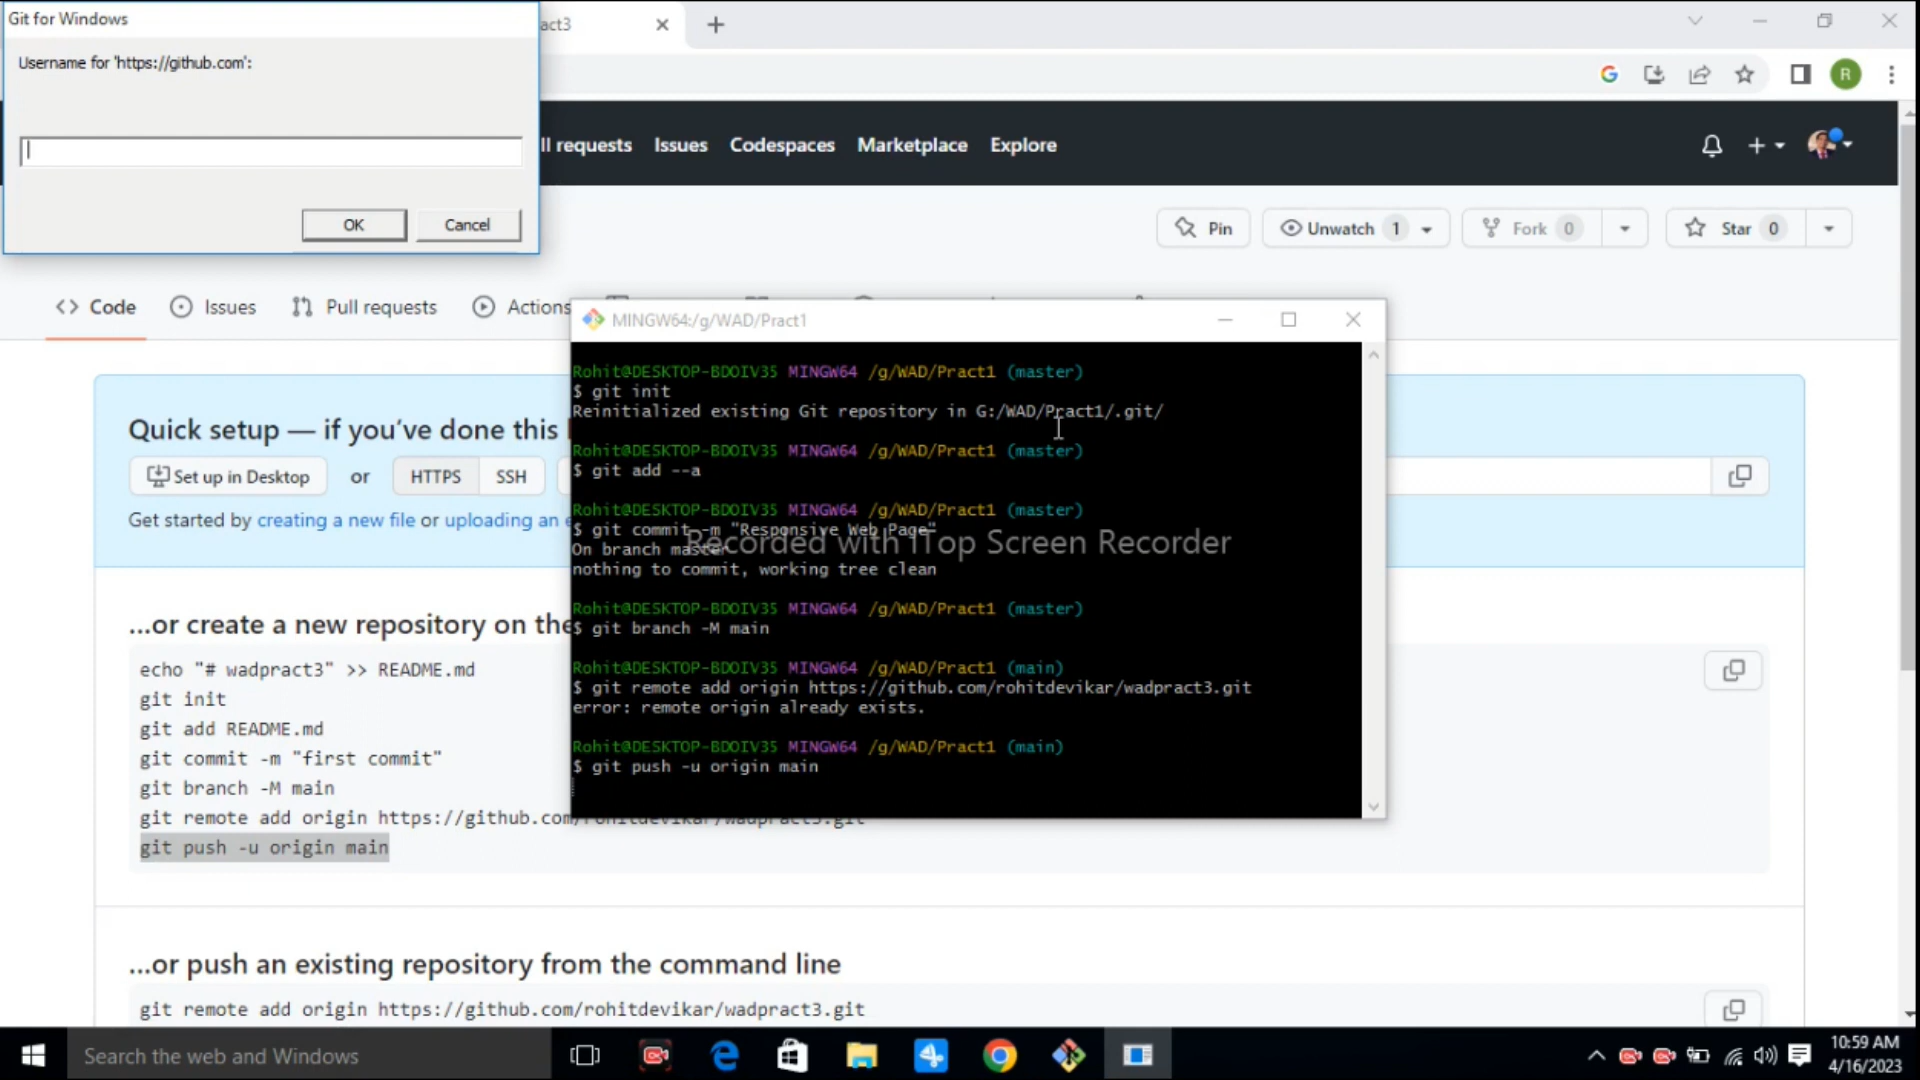 Git for Windows
act3
Username for 'https://github.com':
R
ll requests
Issues
Codespaces
Marketplace
Explore
OK
Cancel
Pin
Unwatch 1
Fork 0
Star 0
Code
Issues
Pull requests
Actions
MINGW64:/g/WAD/Pract1
Rohit@DESKTOP-BDOIV35 MINGW64 /g/WAD/Pract1 (master)
$ git init
Reinitialized existing Git repository in G:/WAD/Pract1/.git/
Rohit@DESKTOP-BDOIV35 MINGW64 /g/WAD/Pract1 (master)
$ git add --a
Rohit@DESKTOP-BDOIV35 MINGW64 /g/WAD/Pract1 (master)
$ git commit -m "Responsive Web Page"
On branch master
nothing to commit, working tree clean
Rohit@DESKTOP-BDOIV35 MINGW64 /g/WAD/Pract1 (master)
$ git branch -M main
Rohit@DESKTOP-BDOIV35 MINGW64 /g/WAD/Pract1 (main)
$ git remote add origin https://github.com/rohitdevikar/wadpract3.git
error: remote origin already exists.
Rohit@DESKTOP-BDOIV35 MINGW64 /g/WAD/Pract1 (main)
$ git push -u origin main
Recorded with iTop Screen Recorder
Quick setup — if you've done this
Set up in Desktop
or
HTTPS
SSH
Get started by creating a new file or uploading an e
...or create a new repository on the
echo "# wadpract3" >> README.md
git init
git add README.md
git commit -m "first commit"
git branch -M main
git remote add origin https://github.com/rohitdevikar/wadpract3.git
git push -u origin main
...or push an existing repository from the command line
git remote add origin https://github.com/rohitdevikar/wadpract3.git
Search the web and Windows
10:59 AM
4/16/2023